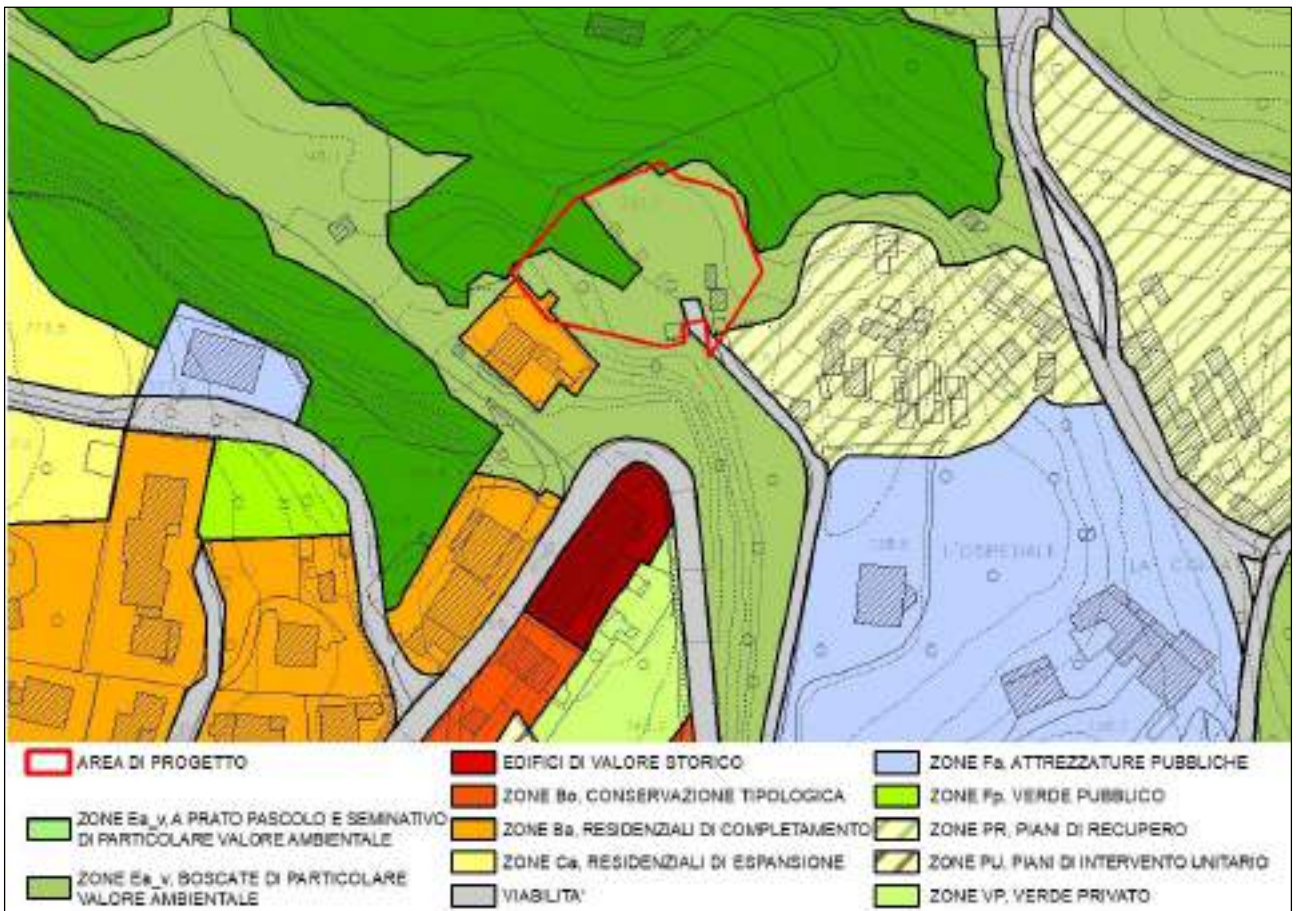 L'OSPEDALE
AREA DI PROGETTO
ZONE Ea_v, A PRATO PASCOLO E SEMINATIVO
DI PARTICOLARE VALORE AMBIENTALE
ZONE Ea_v, BOSCATE DI PARTICOLARE
VALORE AMBIENTALE
EDIFICI DI VALORE STORICO
ZONE Bo, CONSERVAZIONE TIPOLOGICA
ZONE Ba, RESIDENZIALI DI COMPLETAMENTO
ZONE Ca, RESIDENZIALI DI ESPANSIONE
VIABILITA'
ZONE Fa, ATTREZZATURE PUBBLICHE
ZONE Fp, VERDE PUBBLICO
ZONE PR, PIANI DI RECUPERO
ZONE PU, PIANI DI INTERVENTO UNITARIO
ZONE VP, VERDE PRIVATO